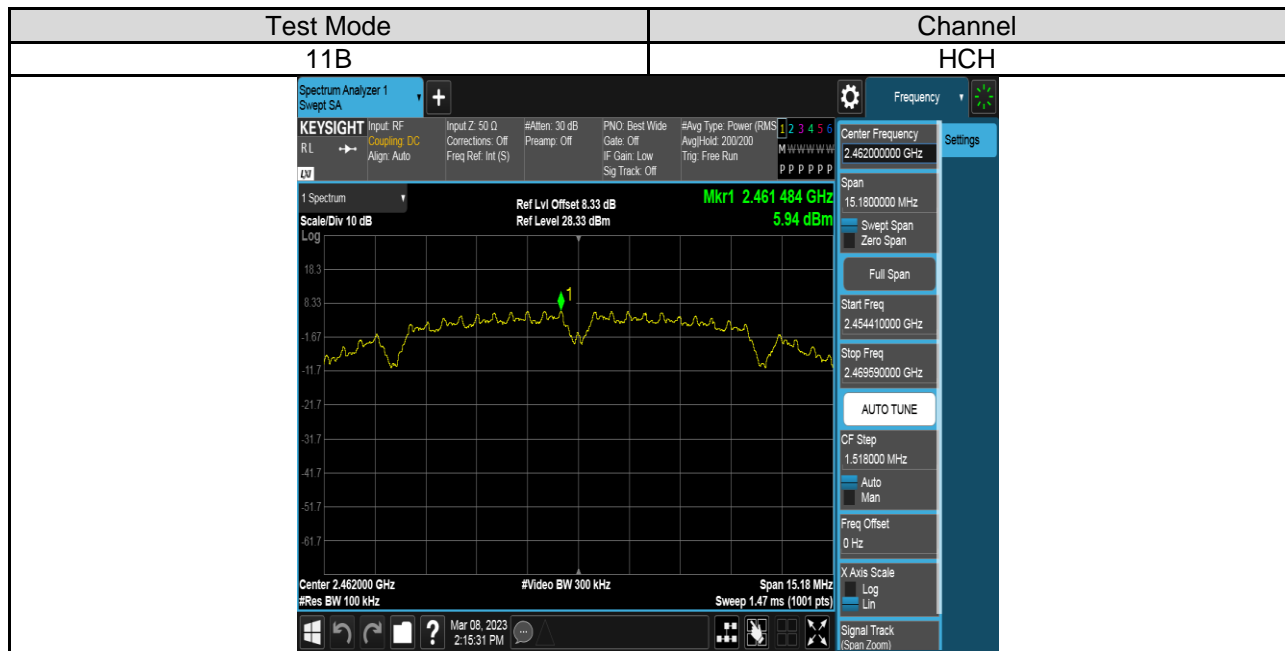 Test Mode Channel
11B HCH
Spectrum Analyzer 1
Swept SA
+
Frequency
KEYSIGHT
RL
LXI
Input: RF
Coupling: DC
Align: Auto
Input Z: 50 Ω
Corrections: Off
Freq Ref: Int (S)
#Atten: 30 dB
Preamp: Off
PNO: Best Wide
Gate: Off
IF Gain: Low
Sig Track: Off
#Avg Type: Power (RMS
Avg|Hold: 200/200
Trig: Free Run
1 2 3 4 5 6
M W W W W W
P P P P P P
1 Spectrum
Scale/Div 10 dB
Ref Lvl Offset 8.33 dB
Ref Level 28.33 dBm
Mkr1 2.461 484 GHz
5.94 dBm
Log
18.3
8.33
-1.67
-11.7
-21.7
-31.7
-41.7
-51.7
-61.7
1
Center 2.462000 GHz
#Res BW 100 kHz
#Video BW 300 kHz
Span 15.18 MHz
Sweep 1.47 ms (1001 pts)
Center Frequency
2.462000000 GHz
Settings
Span
15.1800000 MHz
Swept Span
Zero Span
Full Span
Start Freq
2.454410000 GHz
Stop Freq
2.469590000 GHz
AUTO TUNE
CF Step
1.518000 MHz
Auto
Man
Freq Offset
0 Hz
X Axis Scale
Log
Lin
Signal Track
(Span Zoom)
?
Mar 08, 2023
2:15:31 PM